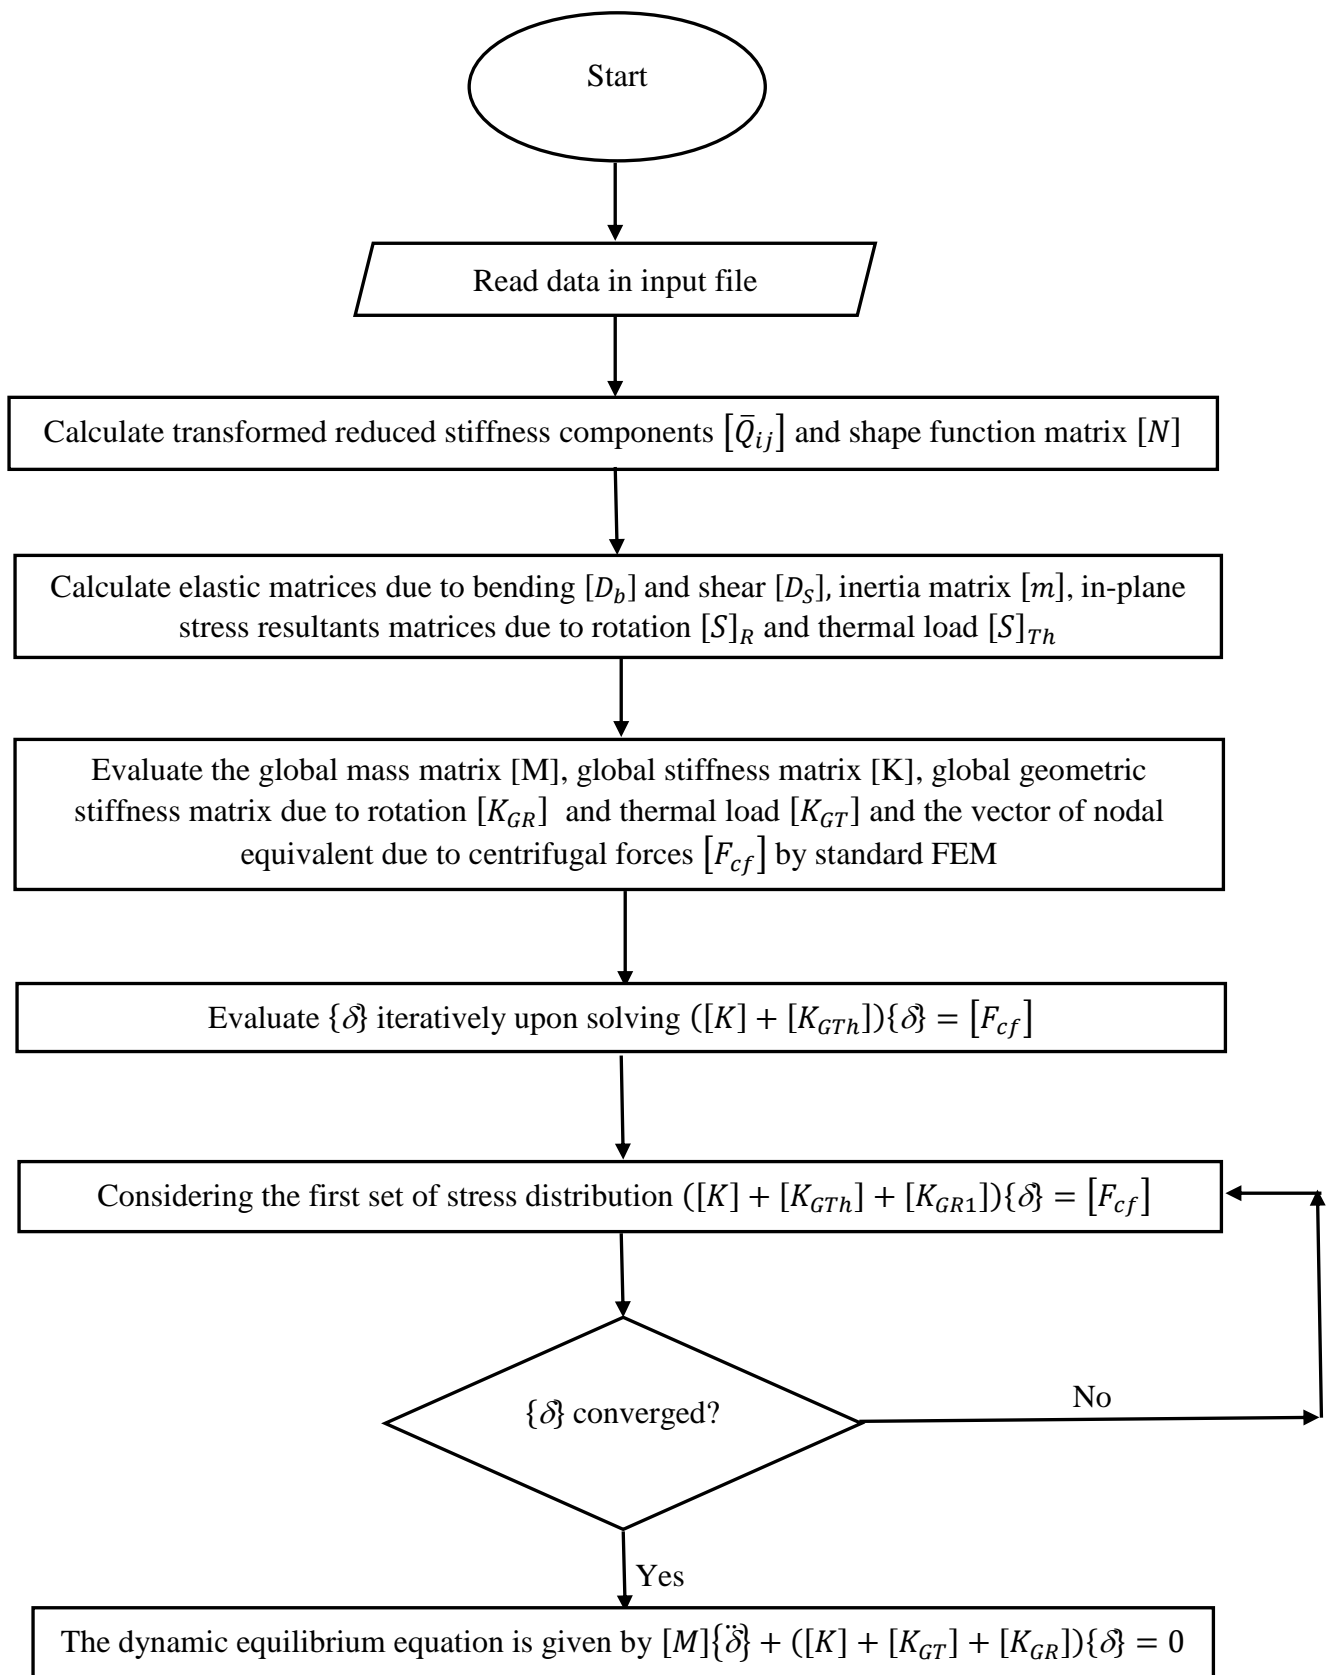 Start
Read data in input file
Calculate transformed reduced stiffness components [Q̄ᵢⱼ] and shape function matrix [N]
Calculate elastic matrices due to bending [D_b] and shear [D_S], inertia matrix [m], in-plane
stress resultants matrices due to rotation [S]_R and thermal load [S]_Th
Evaluate the global mass matrix [M], global stiffness matrix [K], global geometric
stiffness matrix due to rotation [K_GR] and thermal load [K_GT] and the vector of nodal
equivalent due to centrifugal forces [F_cf] by standard FEM
Evaluate {δ} iteratively upon solving ([K] + [K_GTh]){δ} = [F_cf]
Considering the first set of stress distribution ([K] + [K_GTh] + [K_GR1]){δ} = [F_cf]
{δ} converged?
No
Yes
The dynamic equilibrium equation is given by [M]{δ̈} + ([K] + [K_GT] + [K_GR]){δ} = 0